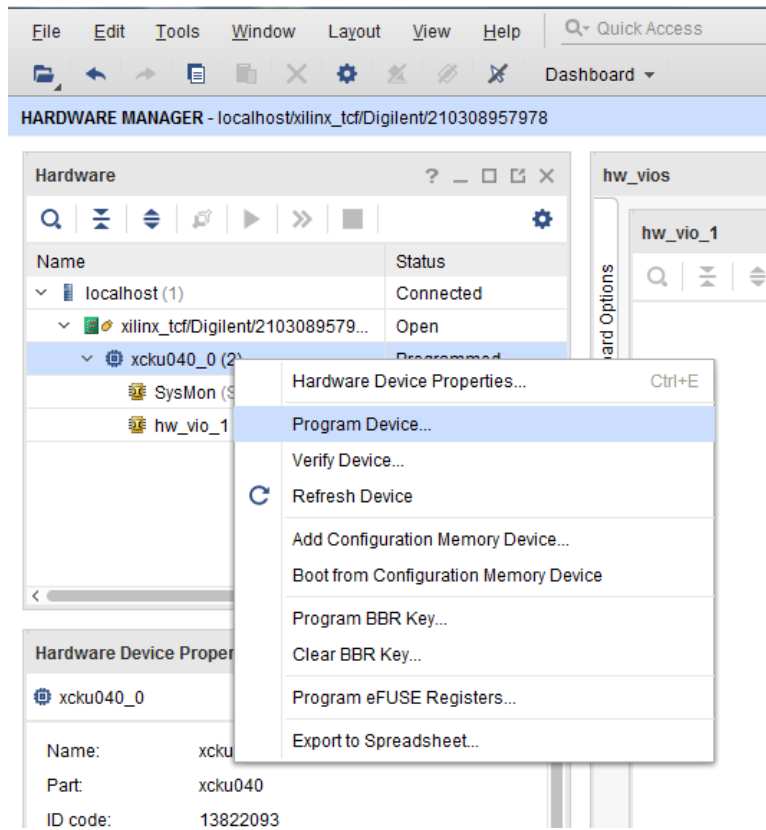 File Edit Tools Window Layout View Help Quick Access
Dashboard
HARDWARE MANAGER - localhost/xilinx_tcf/Digilent/210308957978
Hardware
Name Status
localhost (1) Connected
xilinx_tcf/Digilent/2103089579... Open
xcku040_0 (2) Programmed
SysMon (S
hw_vio_1
hw_vios
hw_vio_1
ard Options
Hardware Device Properties... Ctrl+E
Program Device...
Verify Device...
Refresh Device
Add Configuration Memory Device...
Boot from Configuration Memory Device
Program BBR Key...
Clear BBR Key...
Program eFUSE Registers...
Export to Spreadsheet...
Hardware Device Proper
xcku040_0
Name: xcku
Part: xcku040
ID code: 13822093